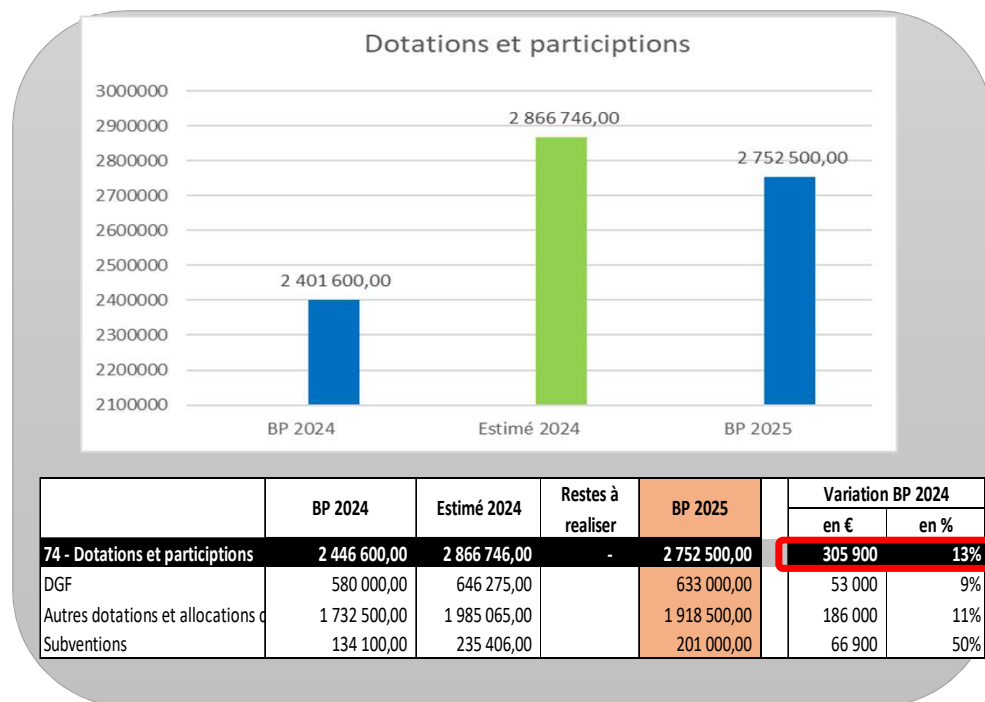 Dotations et participtions
3000000
2900000
2800000
2700000
2600000
2500000
2400000
2300000
2200000
2100000
2 401 600,00
2 866 746,00
2 752 500,00
BP 2024 Estimé 2024 BP 2025
BP 2024 Estimé 2024 Restes à realiser BP 2025 Variation BP 2024
en € en %
74 - Dotations et participtions 2 446 600,00 2 866 746,00 - 2 752 500,00 305 900 13%
DGF 580 000,00 646 275,00 633 000,00 53 000 9%
Autres dotations et allocations d 1 732 500,00 1 985 065,00 1 918 500,00 186 000 11%
Subventions 134 100,00 235 406,00 201 000,00 66 900 50%